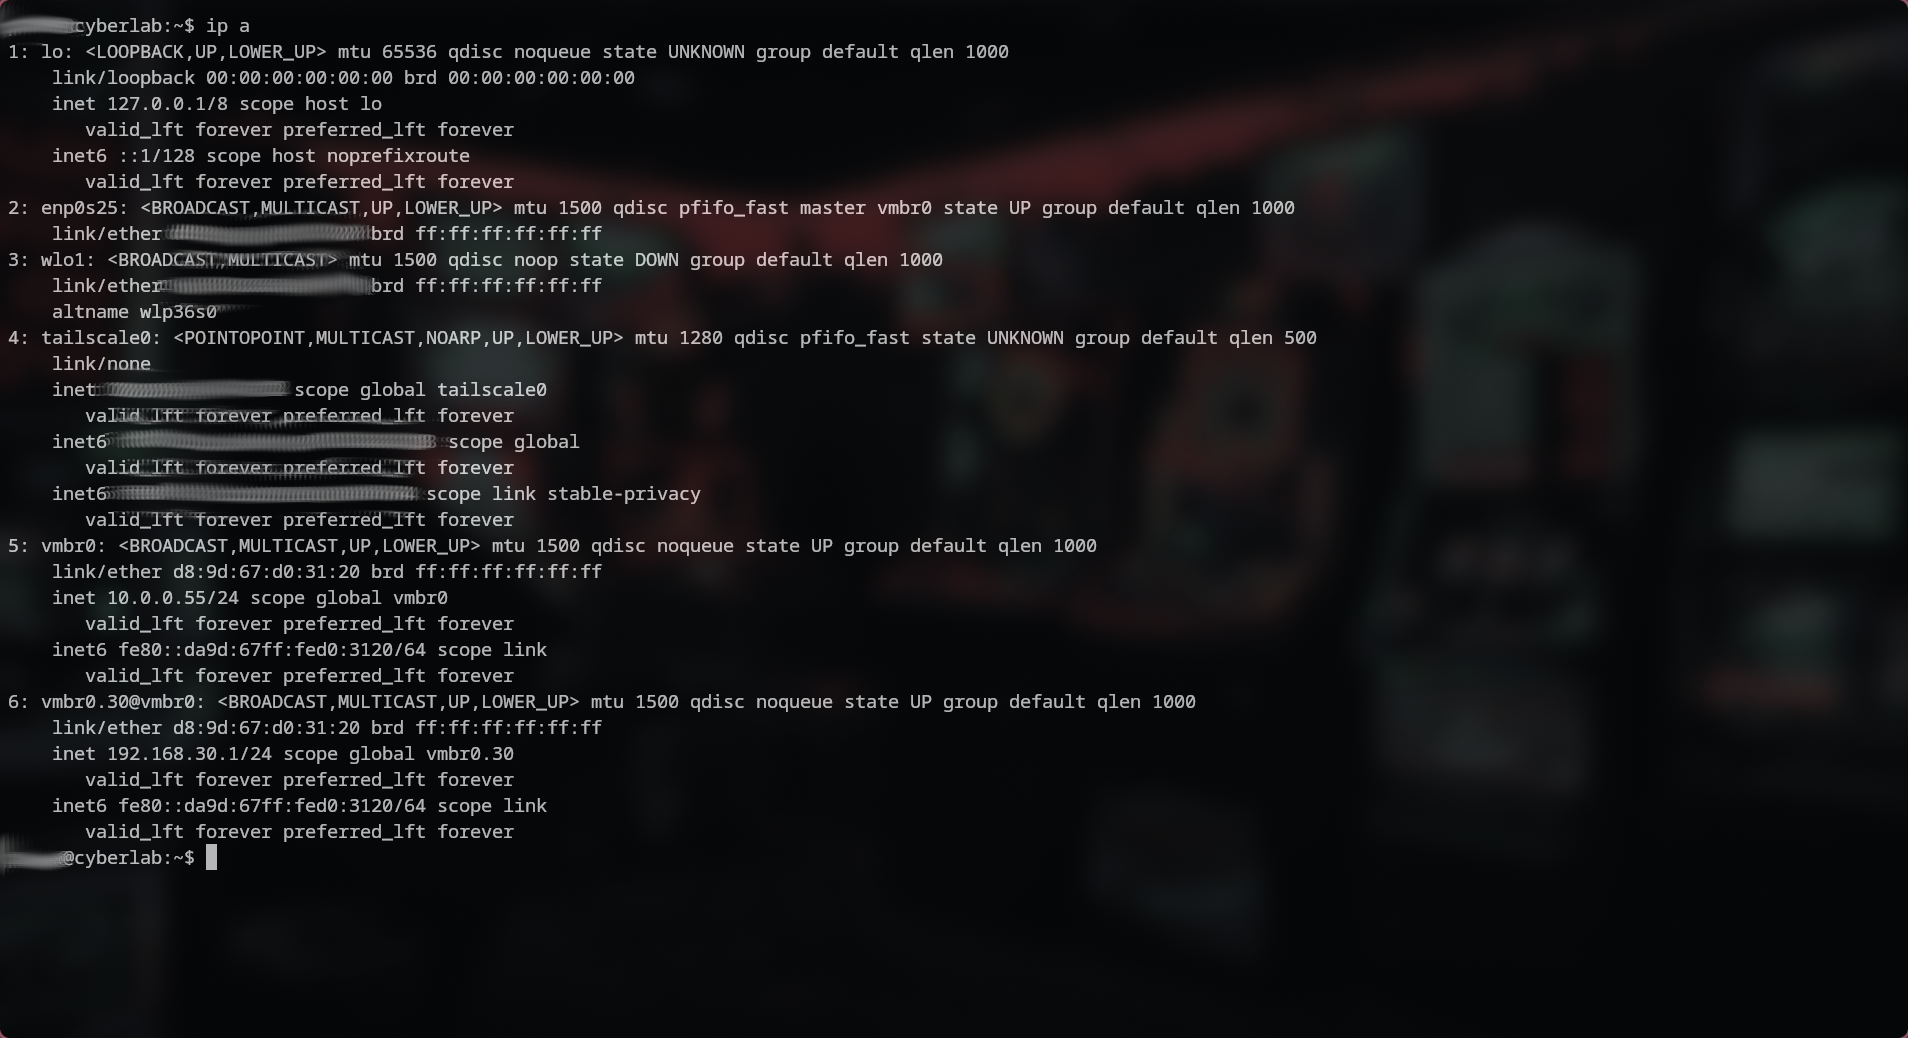 cyberlab:~$ ip a
1: lo: <LOOPBACK,UP,LOWER_UP> mtu 65536 qdisc noqueue state UNKNOWN group default qlen 1000
    link/loopback 00:00:00:00:00:00 brd 00:00:00:00:00:00
    inet 127.0.0.1/8 scope host lo
       valid_lft forever preferred_lft forever
    inet6 ::1/128 scope host noprefixroute
       valid_lft forever preferred_lft forever
2: enp0s25: <BROADCAST,MULTICAST,UP,LOWER_UP> mtu 1500 qdisc pfifo_fast master vmbr0 state UP group default qlen 1000
    link/ether brd ff:ff:ff:ff:ff:ff
3: wlo1: <BROADCAST,MULTICAST> mtu 1500 qdisc noop state DOWN group default qlen 1000
    link/ether brd ff:ff:ff:ff:ff:ff
    altname wlp36s0
4: tailscale0: <POINTOPOINT,MULTICAST,NOARP,UP,LOWER_UP> mtu 1280 qdisc pfifo_fast state UNKNOWN group default qlen 500
    link/none
    inet scope global tailscale0
       valid_lft forever preferred_lft forever
    inet6 scope global
       valid_lft forever preferred_lft forever
    inet6 scope link stable-privacy
       valid_lft forever preferred_lft forever
5: vmbr0: <BROADCAST,MULTICAST,UP,LOWER_UP> mtu 1500 qdisc noqueue state UP group default qlen 1000
    link/ether d8:9d:67:d0:31:20 brd ff:ff:ff:ff:ff:ff
    inet 10.0.0.55/24 scope global vmbr0
       valid_lft forever preferred_lft forever
    inet6 fe80::da9d:67ff:fed0:3120/64 scope link
       valid_lft forever preferred_lft forever
6: vmbr0.30@vmbr0: <BROADCAST,MULTICAST,UP,LOWER_UP> mtu 1500 qdisc noqueue state UP group default qlen 1000
    link/ether d8:9d:67:d0:31:20 brd ff:ff:ff:ff:ff:ff
    inet 192.168.30.1/24 scope global vmbr0.30
       valid_lft forever preferred_lft forever
    inet6 fe80::da9d:67ff:fed0:3120/64 scope link
       valid_lft forever preferred_lft forever
@cyberlab:~$